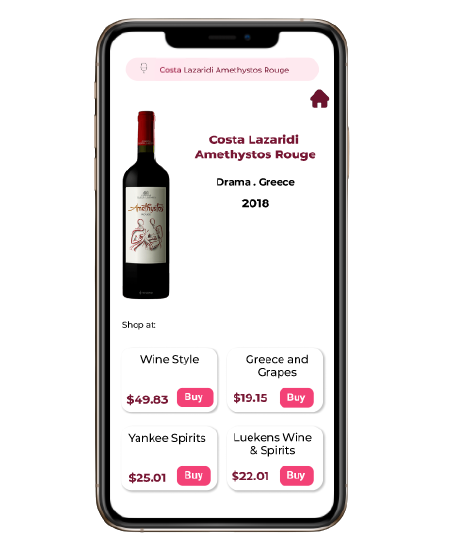 Costa Lazaridi Amethystos Rouge
Costa Lazaridi
Amethystos Rouge
Drama . Greece
2018
Amethystos
Shop at:
Wine Style
$49.83 Buy
Greece and
Grapes
$19.15 Buy
Yankee Spirits
$25.01 Buy
Luekens Wine
& Spirits
$22.01 Buy